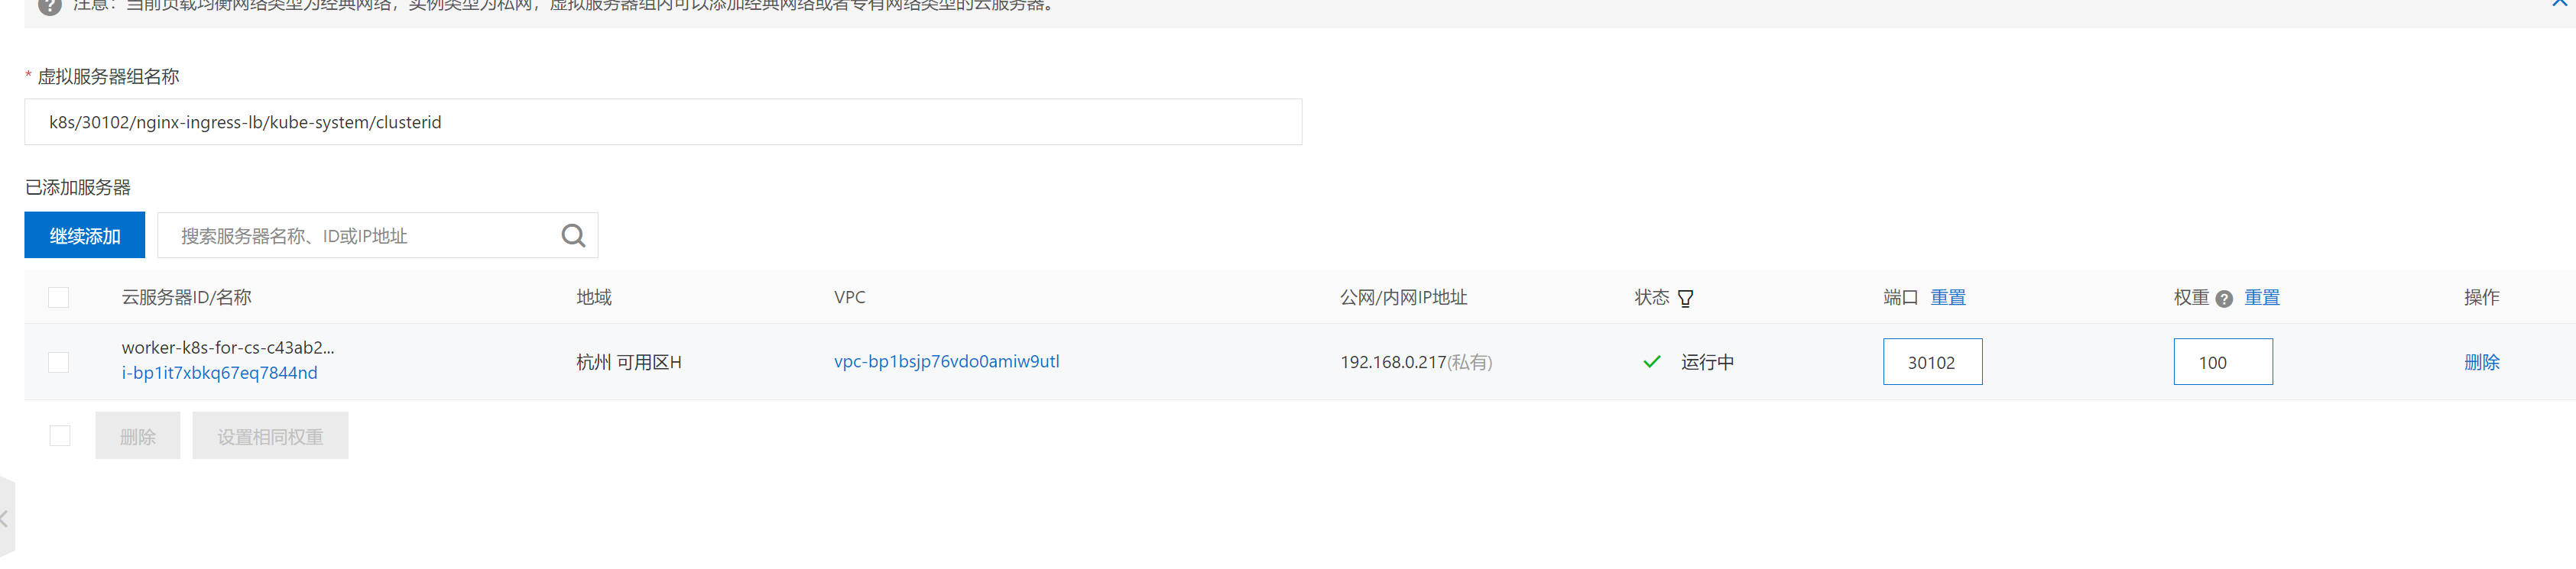 注意：当前负载均衡网络类型为经典网络，实例类型为私网，虚拟服务器组内可以添加经典网络或者专有网络类型的云服务器。
* 虚拟服务器组名称
k8s/30102/nginx-ingress-lb/kube-system/clusterid
已添加服务器
继续添加 搜索服务器名称、ID或IP地址
云服务器ID/名称 地域 VPC 公网/内网IP地址 状态 端口 重置 权重 重置 操作
worker-k8s-for-cs-c43ab2...
i-bp1it7xbkq67eq7844nd 杭州 可用区H vpc-bp1bsjp76vdo0amiw9utl 192.168.0.217(私有) 运行中 30102 100 删除
删除 设置相同权重